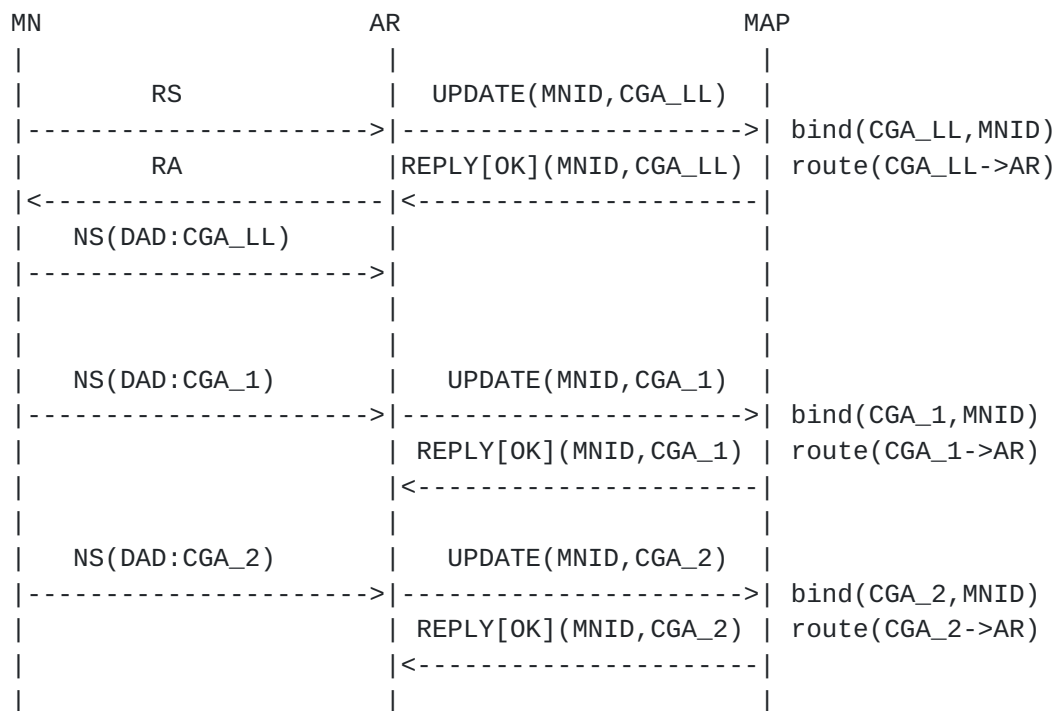 MN AR MAP
| | |
| RS | UPDATE(MNID,CGA_LL) |
|---------------------->|----------------------->| bind(CGA_LL,MNID)
| RA |REPLY[OK](MNID,CGA_LL) | route(CGA_LL->AR)
|<-----------------------|<----------------------|
| NS(DAD:CGA_LL) | |
|---------------------->| |
| | |
| | |
| NS(DAD:CGA_1) | UPDATE(MNID,CGA_1) |
|---------------------->|----------------------->| bind(CGA_1,MNID)
| | REPLY[OK](MNID,CGA_1) | route(CGA_1->AR)
| |<----------------------|
| | |
| NS(DAD:CGA_2) | UPDATE(MNID,CGA_2) |
|---------------------->|----------------------->| bind(CGA_2,MNID)
| | REPLY[OK](MNID,CGA_2) | route(CGA_2->AR)
| |<----------------------|
| | |